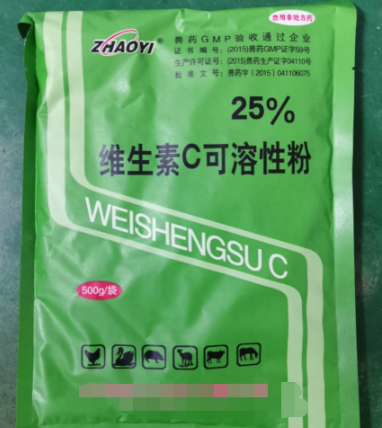 兽用非处方药
ZHAOYI®
兽药GMP验收通过企业
证书编号：(2015)兽药GMP证字59号
生产许可证号：(2015)兽药生产证字04110号
批准文号：兽药字〔2015〕041106075
25%
维生素C可溶性粉
WEISHENGSU C
500g/袋